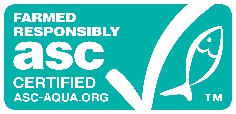 FARMED
RESPONSIBLY
asc
CERTIFIED
ASC-AQUA.ORG
TM